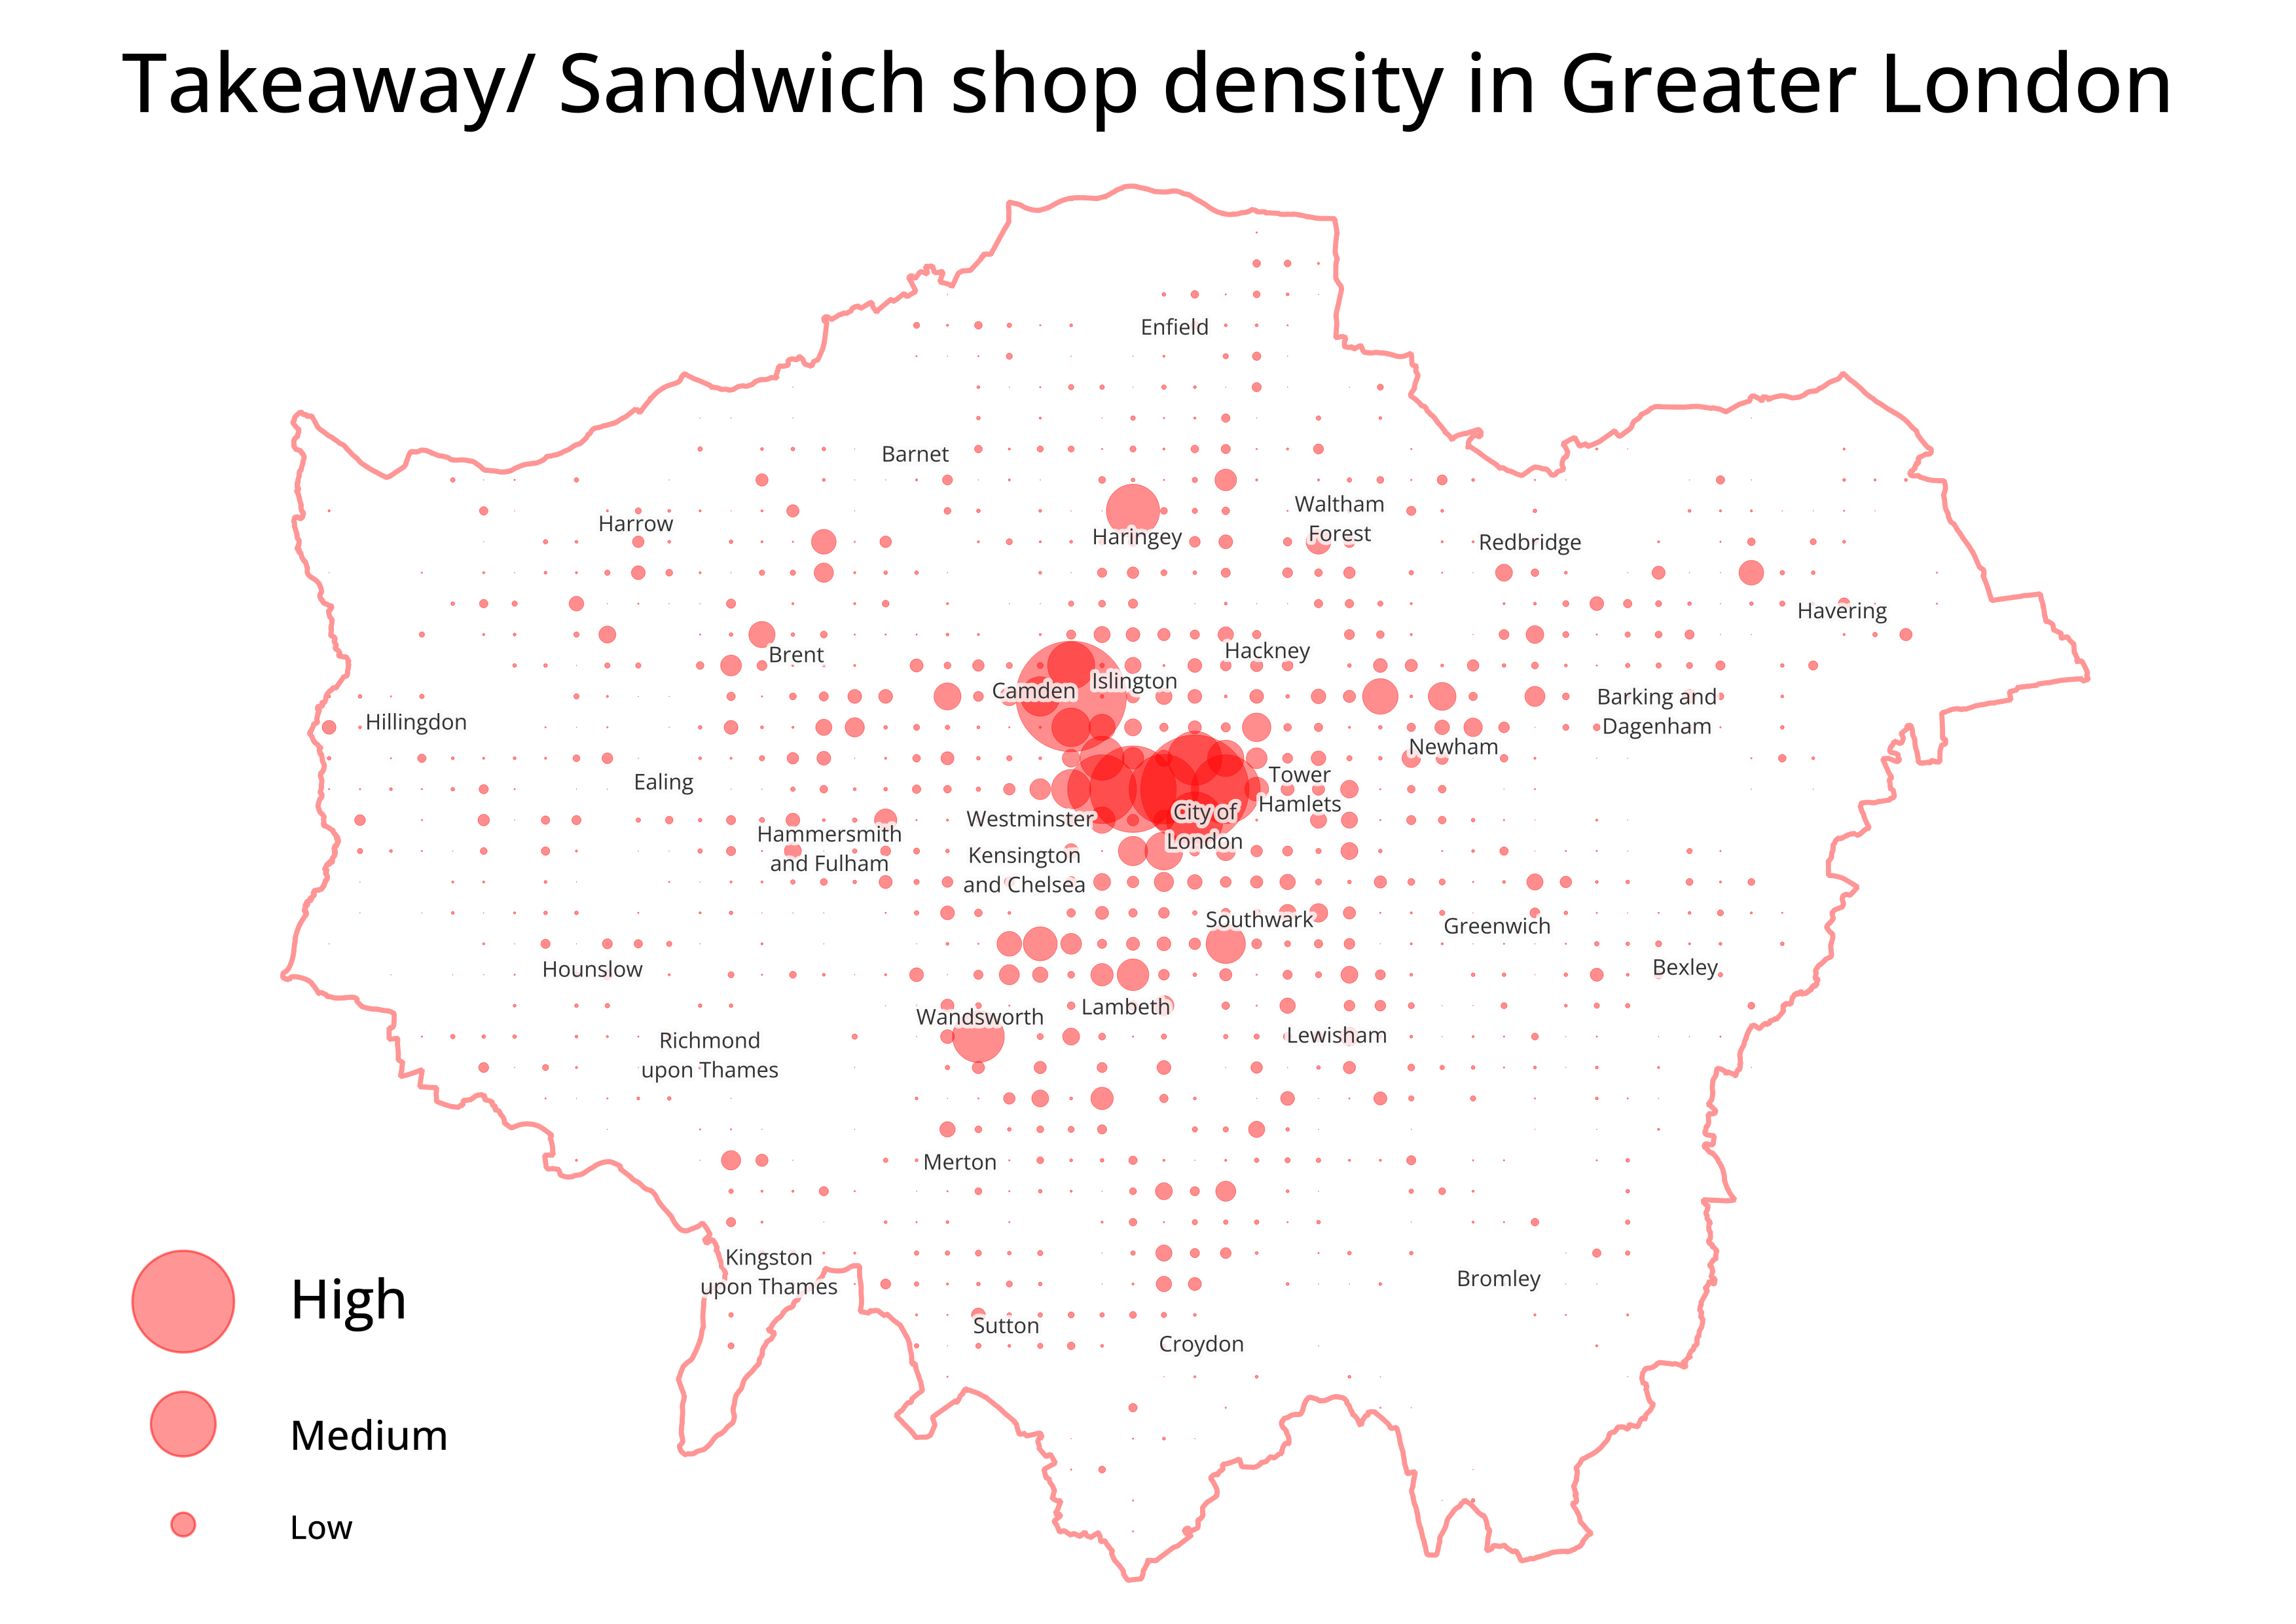 Takeaway/ Sandwich shop density in Greater London
Enfield
Barnet
Harrow
Haringey
Waltham
Forest
Redbridge
Havering
Brent
Hackney
Camden
Islington
Barking and
Dagenham
Hillingdon
Newham
Ealing
Tower
Hamlets
Westminster
City of
London
Hammersmith
and Fulham
Kensington
and Chelsea
Southwark
Greenwich
Hounslow
Bexley
Wandsworth
Lambeth
Lewisham
Richmond
upon Thames
Merton
Kingston
upon Thames
Bromley
Sutton
Croydon
High
Medium
Low